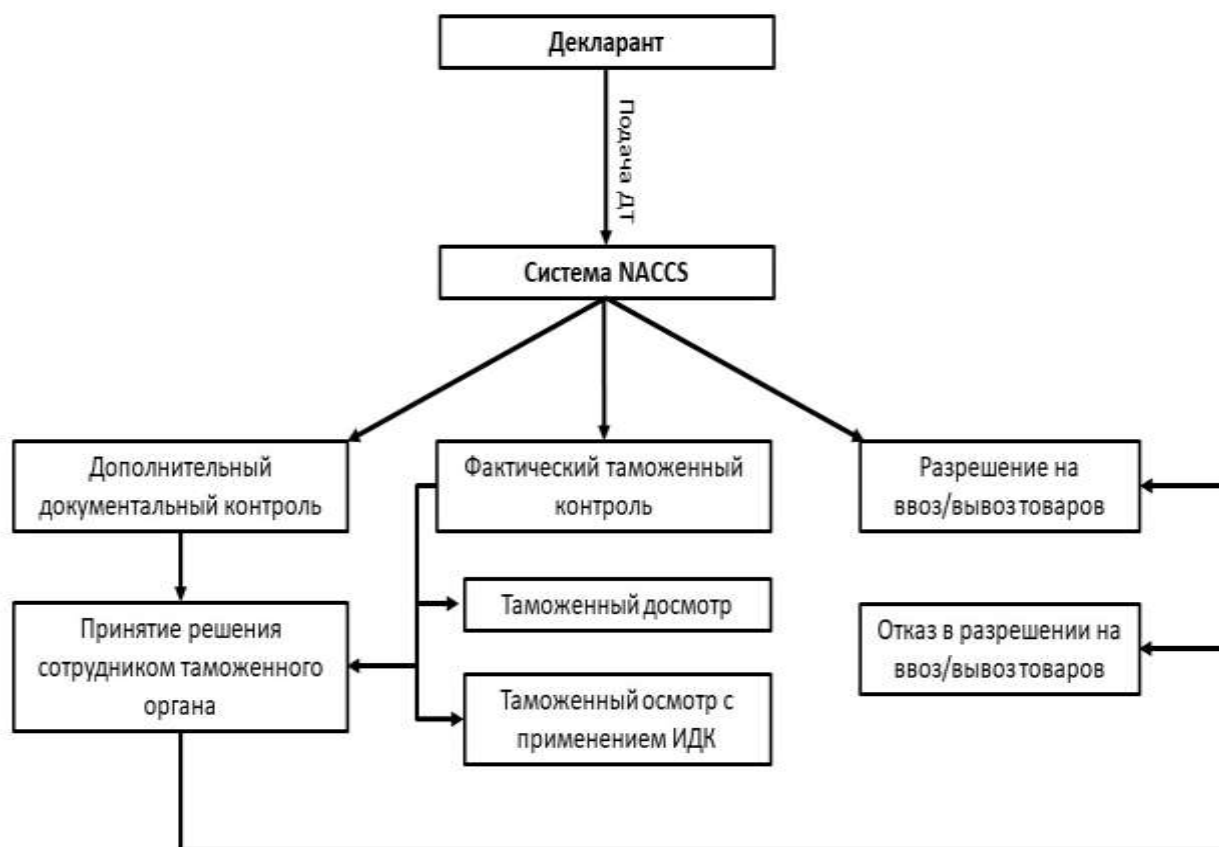 Декларант
Подача ДТ
Система NACCS
Дополнительный
документальный контроль
Фактический таможенный
контроль
Разрешение на
ввоз/вывоз товаров
Принятие решения
сотрудником таможенного
органа
Таможенный досмотр
Таможенный осмотр с
применением ИДК
Отказ в разрешении на
ввоз/вывоз товаров